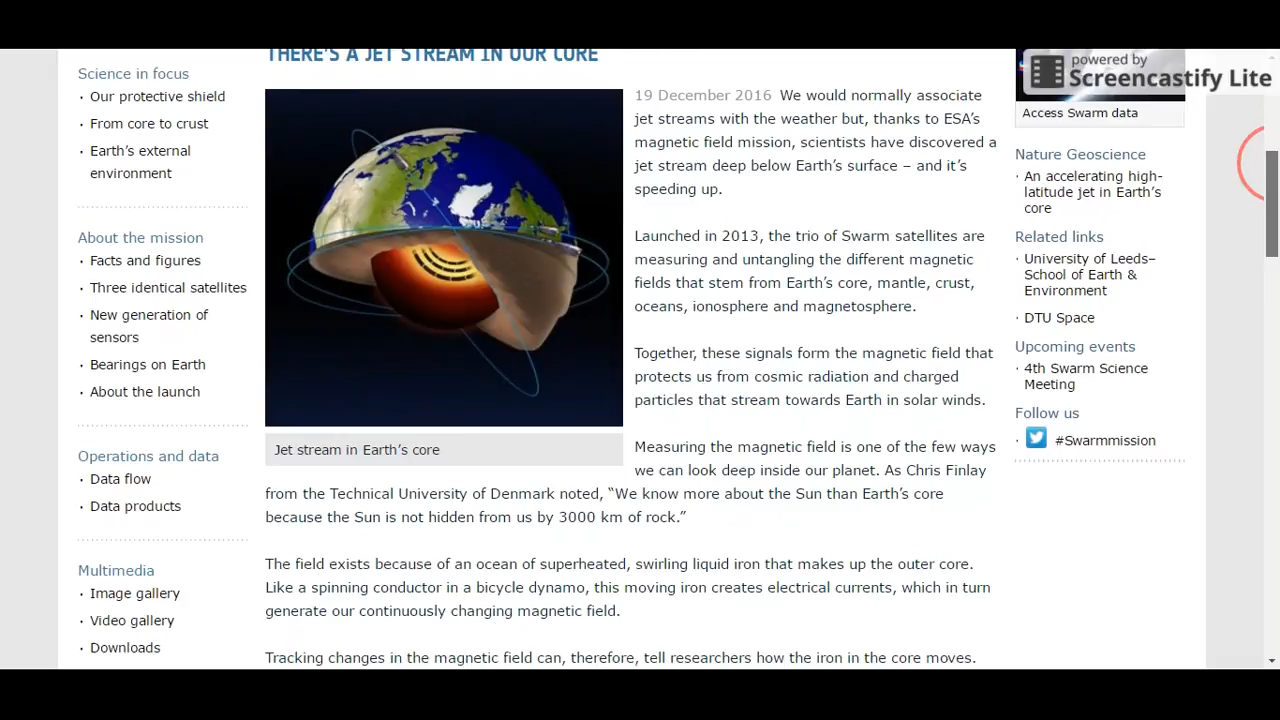 THERE'S A JET STREAM IN OUR CORE
Science in focus
· Our protective shield
· From core to crust
· Earth's external
environment
About the mission
· Facts and figures
· Three identical satellites
· New generation of
sensors
· Bearings on Earth
· About the launch
Operations and data
· Data flow
· Data products
Multimedia
· Image gallery
· Video gallery
· Downloads
Jet stream in Earth's core
19 December 2016 We would normally associate
jet streams with the weather but, thanks to ESA's
magnetic field mission, scientists have discovered a
jet stream deep below Earth's surface – and it's
speeding up.
Launched in 2013, the trio of Swarm satellites are
measuring and untangling the different magnetic
fields that stem from Earth's core, mantle, crust,
oceans, ionosphere and magnetosphere.
Together, these signals form the magnetic field that
protects us from cosmic radiation and charged
particles that stream towards Earth in solar winds.
Measuring the magnetic field is one of the few ways
we can look deep inside our planet. As Chris Finlay
from the Technical University of Denmark noted, “We know more about the Sun than Earth's core
because the Sun is not hidden from us by 3000 km of rock.”
The field exists because of an ocean of superheated, swirling liquid iron that makes up the outer core.
Like a spinning conductor in a bicycle dynamo, this moving iron creates electrical currents, which in turn
generate our continuously changing magnetic field.
Tracking changes in the magnetic field can, therefore, tell researchers how the iron in the core moves.
powered by
Screencastify Lite
Access Swarm data
Nature Geoscience
· An accelerating high-
latitude jet in Earth's
core
Related links
· University of Leeds–
School of Earth &
Environment
· DTU Space
Upcoming events
· 4th Swarm Science
Meeting
Follow us
· #Swarmmission